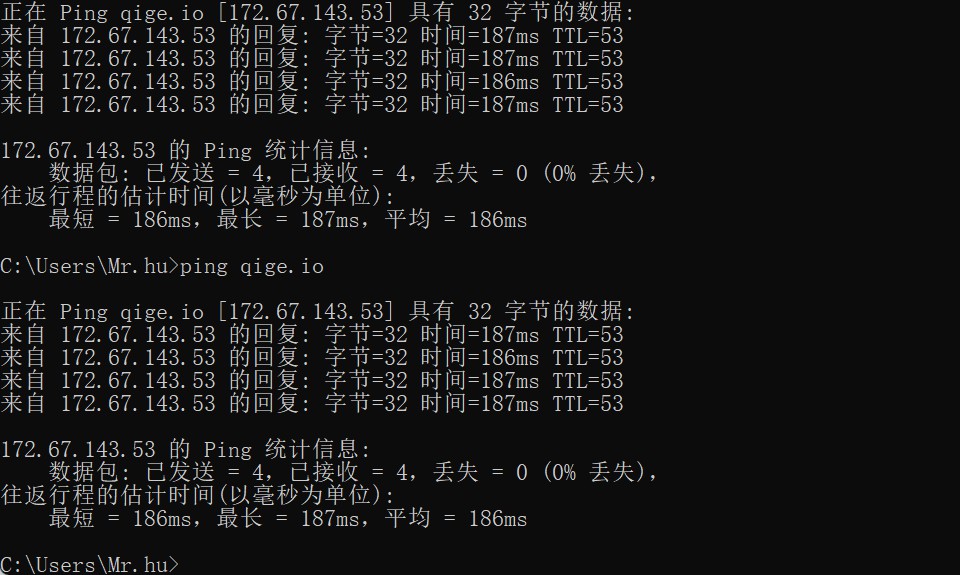 正在 Ping qige.io [172.67.143.53] 具有 32 字节的数据:
来自 172.67.143.53 的回复: 字节=32 时间=187ms TTL=53
来自 172.67.143.53 的回复: 字节=32 时间=187ms TTL=53
来自 172.67.143.53 的回复: 字节=32 时间=186ms TTL=53
来自 172.67.143.53 的回复: 字节=32 时间=187ms TTL=53

172.67.143.53 的 Ping 统计信息:
    数据包: 已发送 = 4，已接收 = 4，丢失 = 0 (0% 丢失)，
往返行程的估计时间(以毫秒为单位):
    最短 = 186ms，最长 = 187ms，平均 = 186ms

C:\Users\Mr.hu>ping qige.io

正在 Ping qige.io [172.67.143.53] 具有 32 字节的数据:
来自 172.67.143.53 的回复: 字节=32 时间=187ms TTL=53
来自 172.67.143.53 的回复: 字节=32 时间=186ms TTL=53
来自 172.67.143.53 的回复: 字节=32 时间=187ms TTL=53
来自 172.67.143.53 的回复: 字节=32 时间=187ms TTL=53

172.67.143.53 的 Ping 统计信息:
    数据包: 已发送 = 4，已接收 = 4，丢失 = 0 (0% 丢失)，
往返行程的估计时间(以毫秒为单位):
    最短 = 186ms，最长 = 187ms，平均 = 186ms

C:\Users\Mr.hu>